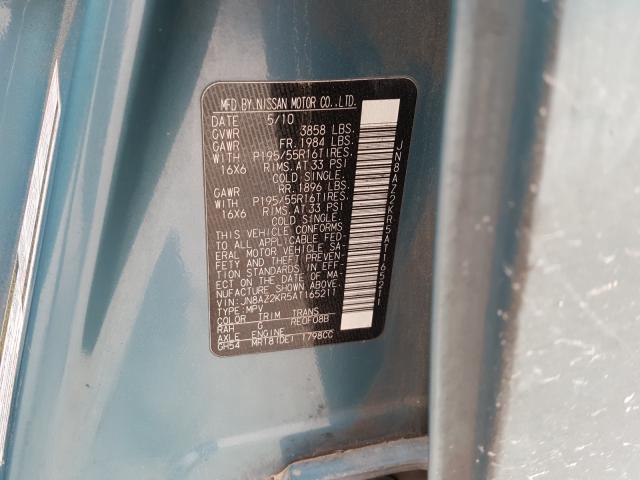 MFD.BY.NISSAN MOTOR CO.,LTD.
DATE 5/10
GVWR 3858 LBS.
GAWR FR.1984 LBS.
WITH P195/55R16TIRES.
16X6 RIMS.AT.33 PSI
COLD SINGLE.
GAWR RR.1896 LBS.
WITH P195/55R16TIRES.
16X6 RIMS.AT.33 PSI
COLD SINGLE.
THIS VEHICLE CONFORMS
TO ALL APPLICABLE FED-
ERAL MOTOR VEHICLE SA-
FETY AND THEFT PREVEN-
TION STANDARDS IN EFF-
ECT ON THE DATE OF MA-
NUFACTURE SHOWN ABOVE.
VIN:JN8AZ2KR5AT165211
TYPE:MPV
COLOR TRIM TRANS
RAH G RE0F08B
AXLE ENGINE
GH54 MR18DE 1798CC
JN8AZ2KR5AT165211